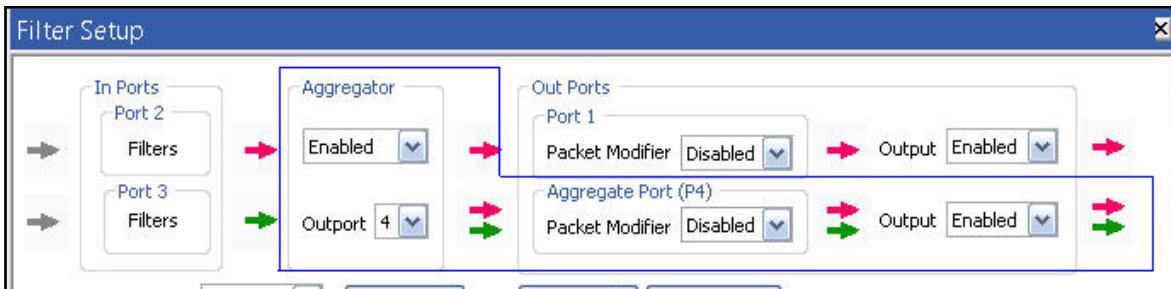 Filter Setup
In Ports
Aggregator
Out Ports
Port 2
Port 1
Filters
Enabled
Packet Modifier Disabled
Output Enabled
Port 3
Aggregate Port (P4)
Filters
Outport 4
Packet Modifier Disabled
Output Enabled